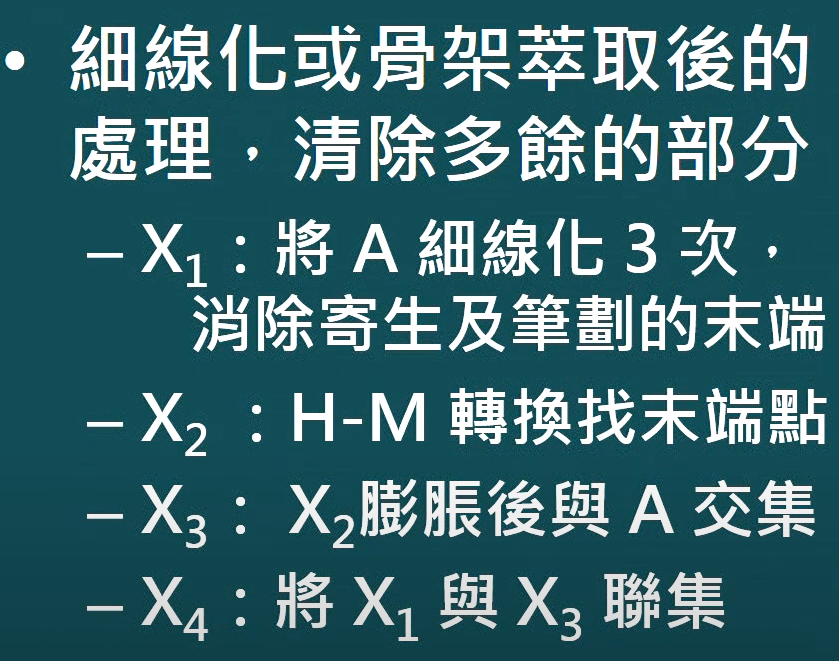 • 細線化或骨架萃取後的
處理，清除多餘的部分
– X₁：將 A 細線化 3 次，
消除寄生及筆劃的末端
– X₂ ：H-M 轉換找末端點
– X₃： X₂膨脹後與 A 交集
– X₄：將 X₁ 與 X₃ 聯集